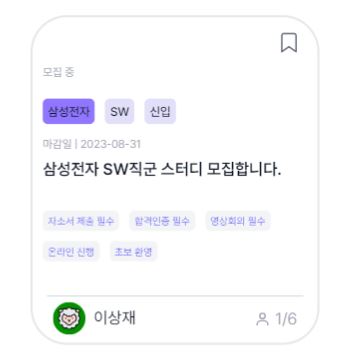 모집 중
삼성전자 SW 신입
마감일 | 2023-08-31
삼성전자 SW직군 스터디 모집합니다.
자소서 제출 필수 합격인증 필수 영상회의 필수
온라인 진행 초보 환영
이상재 1/6